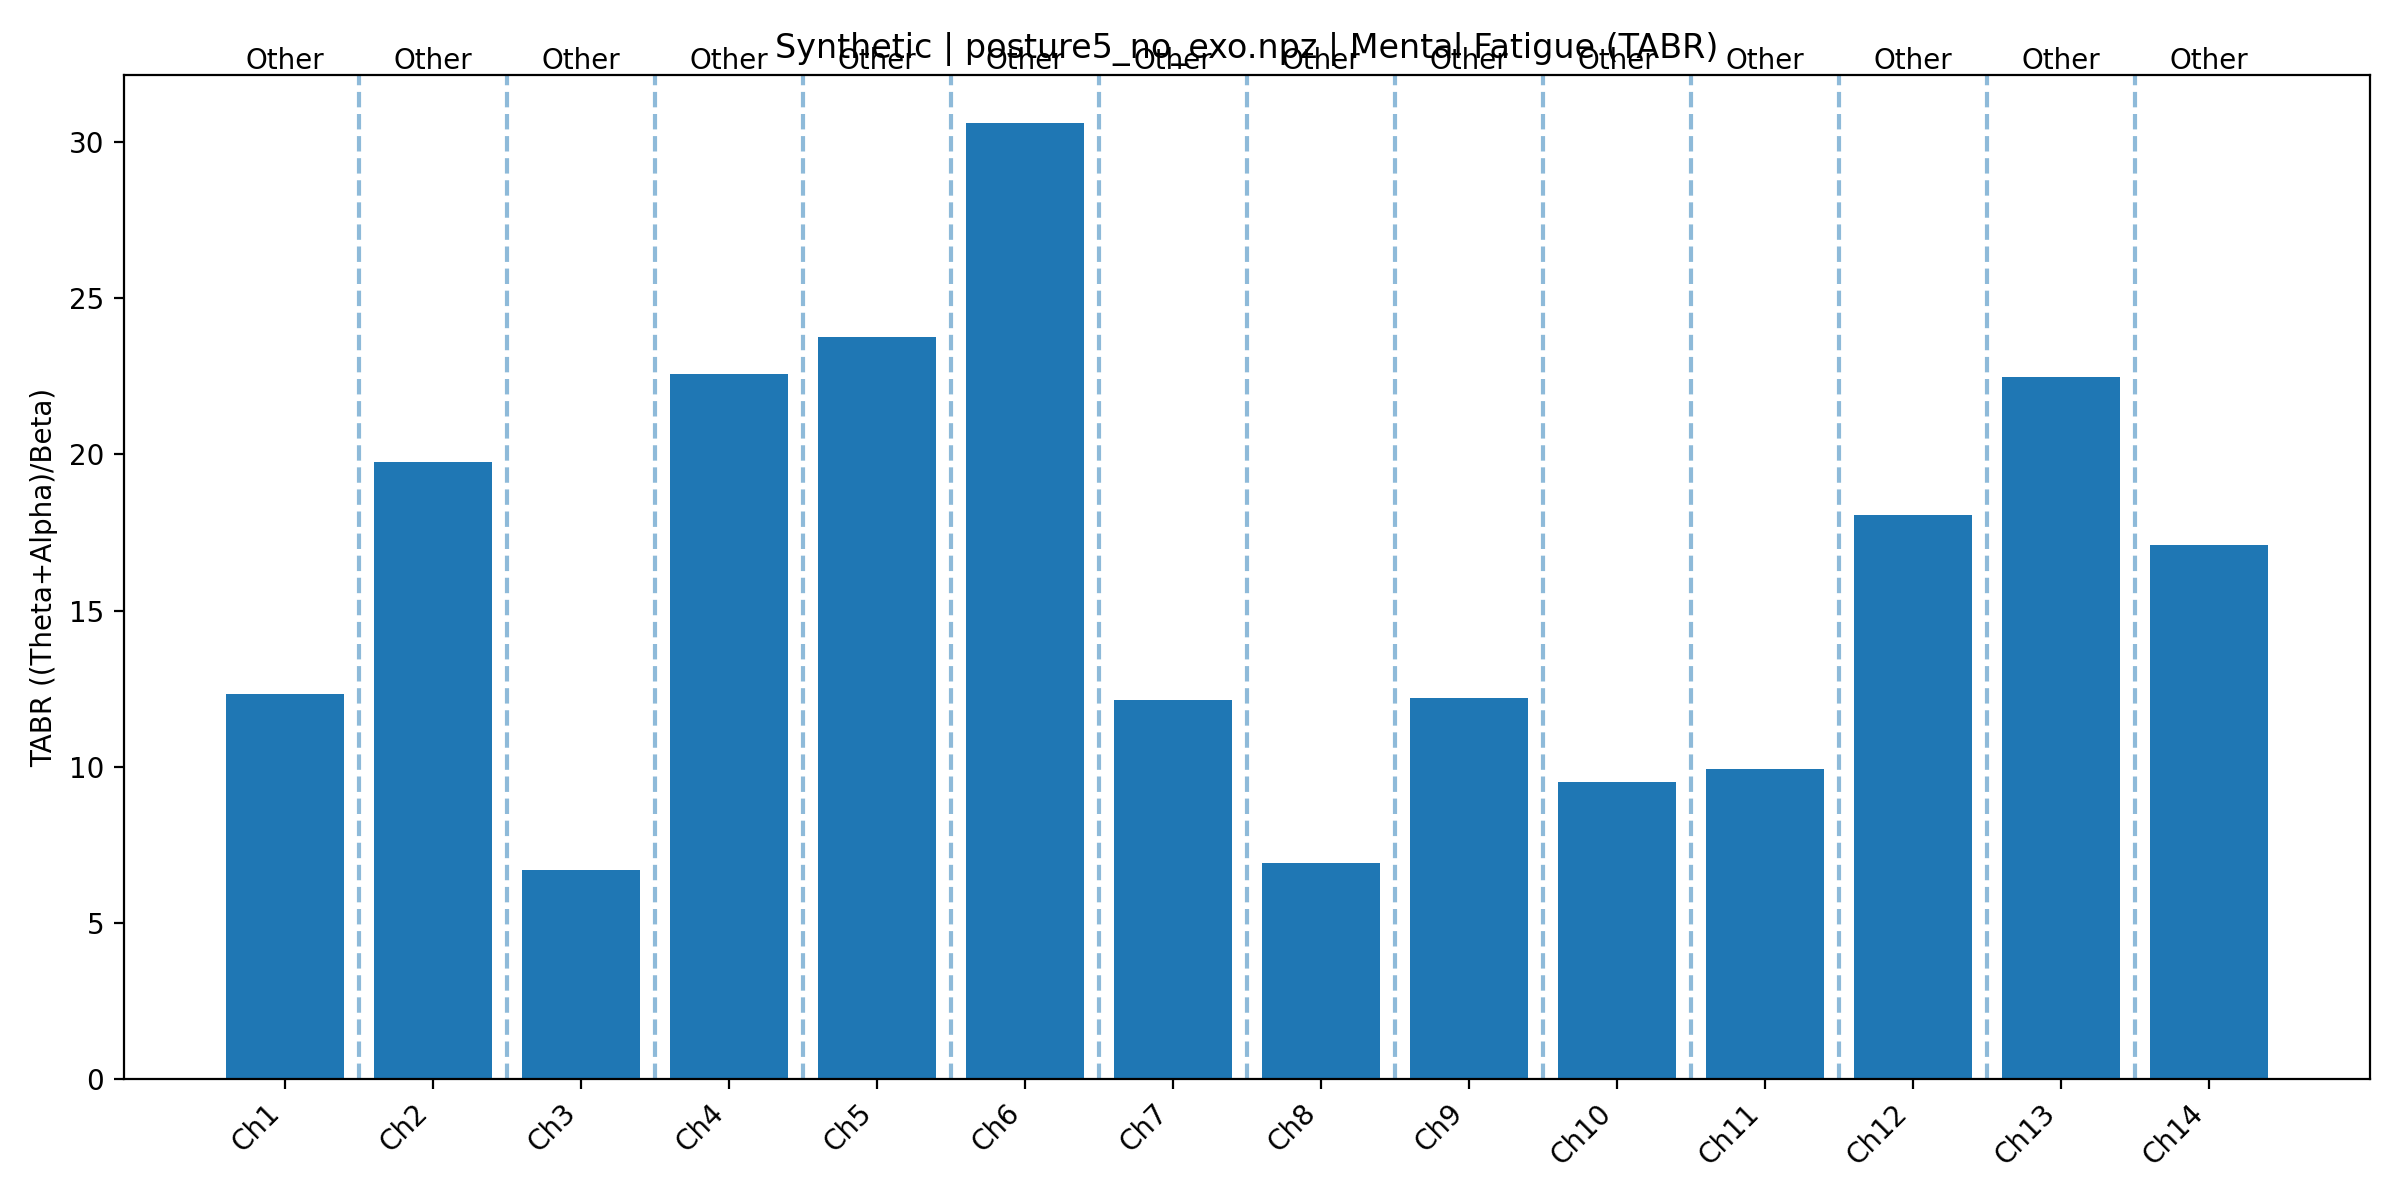 Synthetic | posture5_no_exo.npz | Mental Fatigue (TABR)
Other Other Other Other Other Other Other Other Other Other Other Other Other Other
TABR ((Theta+Alpha)/Beta)
30
25
20
15
10
5
0
Ch1 Ch2 Ch3 Ch4 Ch5 Ch6 Ch7 Ch8 Ch9 Ch10 Ch11 Ch12 Ch13 Ch14